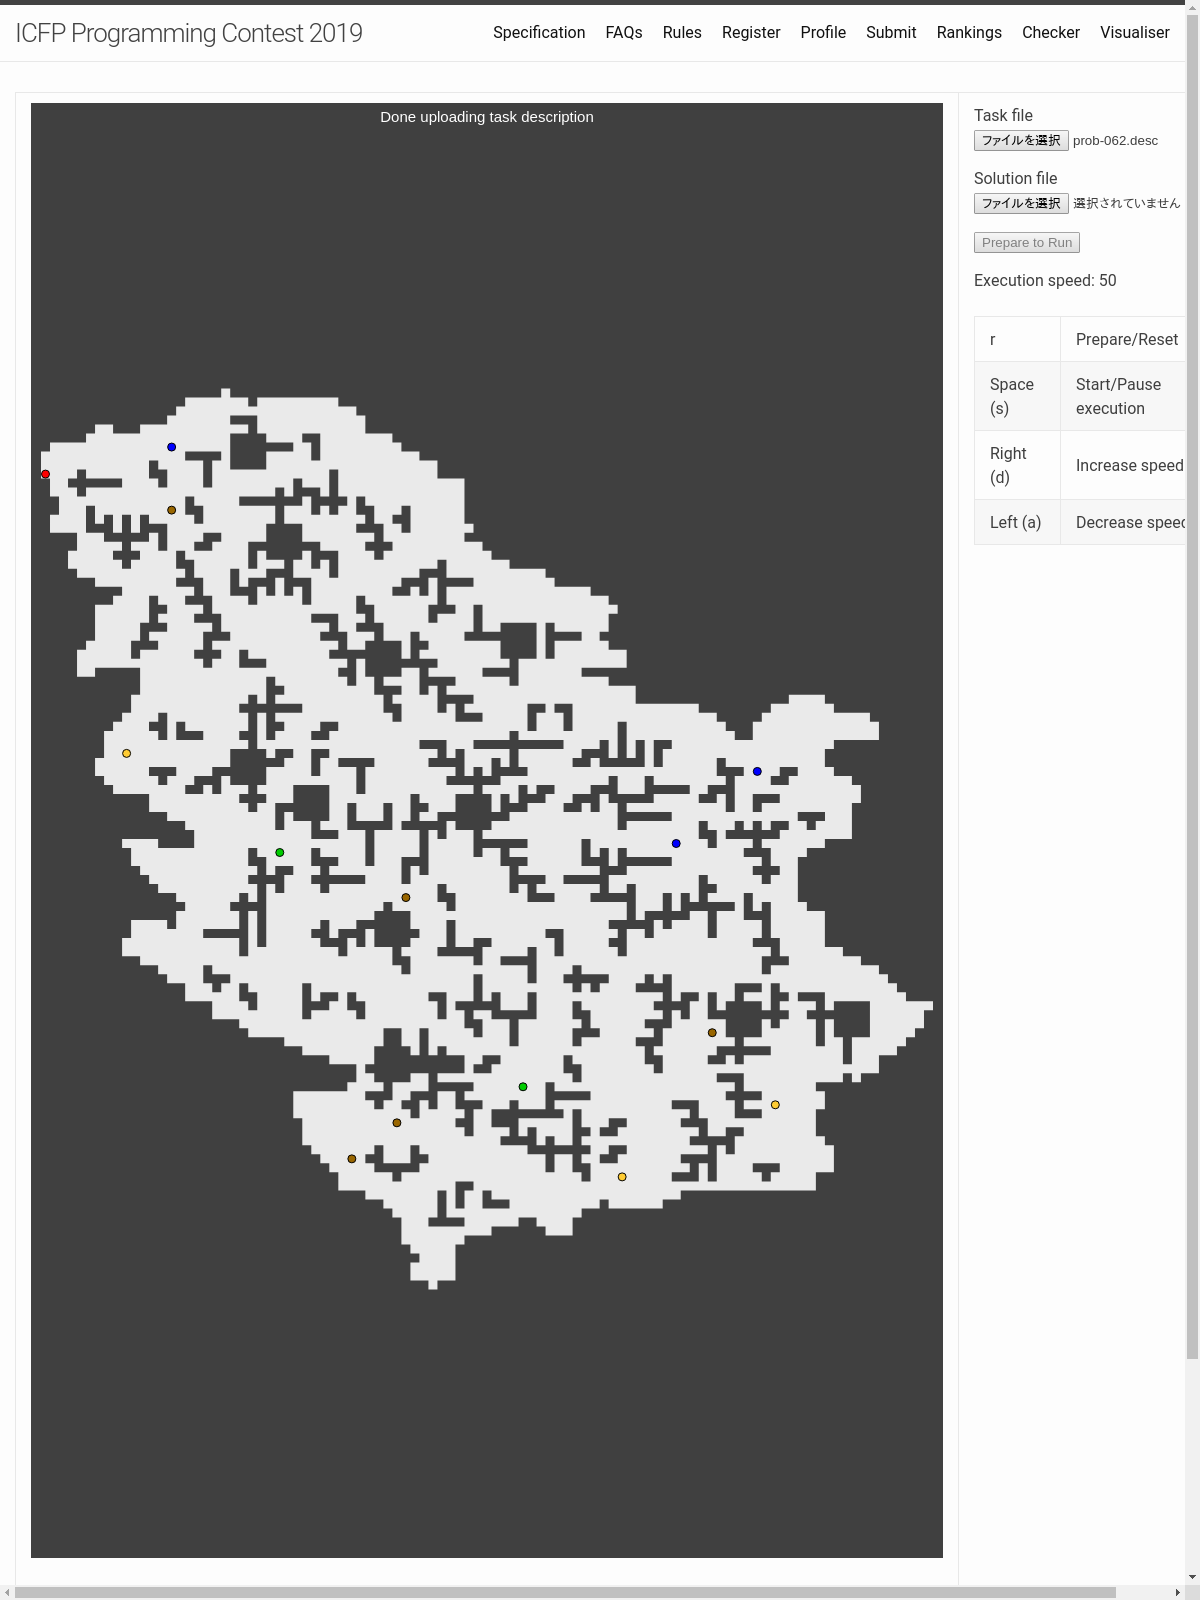 ICFP Programming Contest 2019
Specification FAQs Rules Register Profile Submit Rankings Checker Visualiser
Done uploading task description
Task file
ファイルを選択 prob-062.desc
Solution file
ファイルを選択 選択されていません
Prepare to Run
Execution speed: 50
r Prepare/Reset
Space (s) Start/Pause execution
Right (d) Increase speed
Left (a) Decrease speed